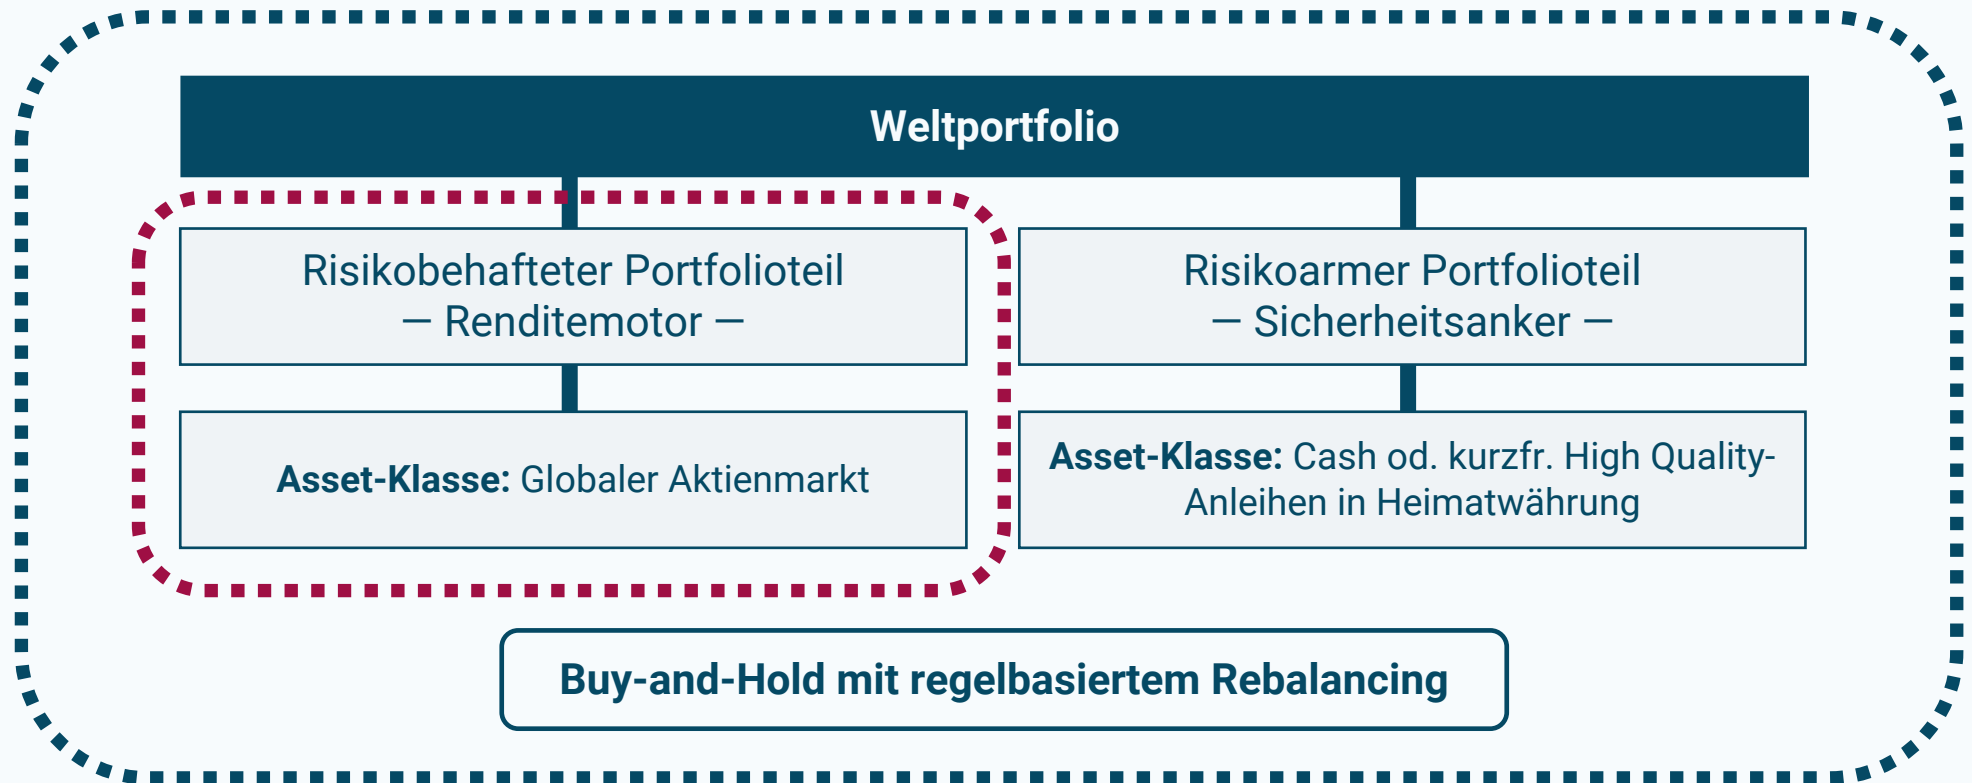 Weltportfolio
Risikobehafteter Portfolioteil
— Renditemotor —
Risikoarmer Portfolioteil
— Sicherheitsanker —
Asset-Klasse: Globaler Aktienmarkt
Asset-Klasse: Cash od. kurzfr. High Quality-
Anleihen in Heimatwährung
Buy-and-Hold mit regelbasiertem Rebalancing